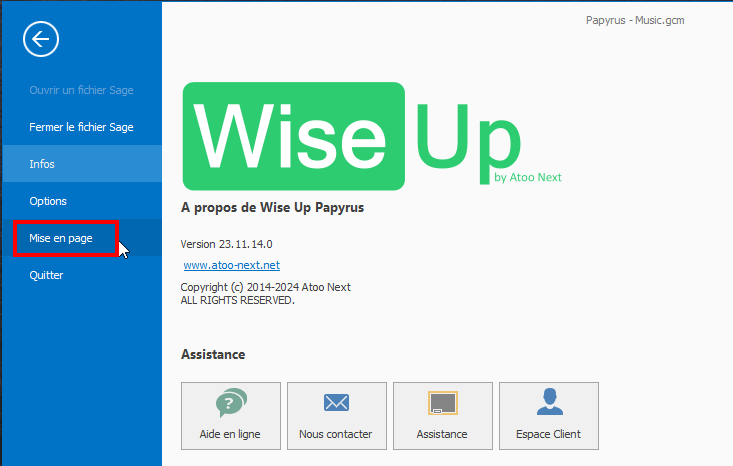 Papyrus - Music.gcm
Ouvrir un fichier Sage
Fermer le fichier Sage
Infos
Options
Mise en page
Quitter
Wise Up
by Atoo Next
A propos de Wise Up Papyrus
Version 23.11.14.0
www.atoo-next.net
Copyright (c) 2014-2024 Atoo Next
ALL RIGHTS RESERVED.
Assistance
?
Aide en ligne
Nous contacter
Assistance
Espace Client